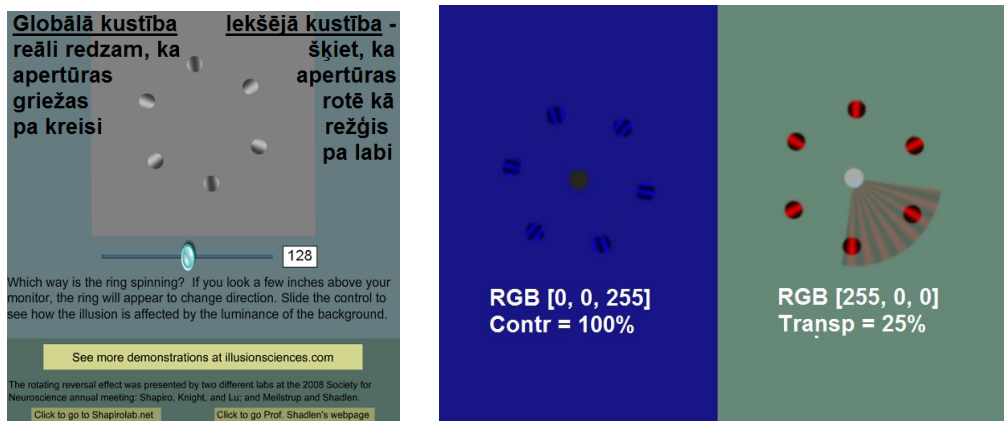 Globālā kustība
reāli redzam, ka
apertūras
griežas
pa kreisi
Iekšējā kustība -
šķiet, ka
apertūras
rotē kā
režģis
pa labi
128
Which way is the ring spinning? If you look a few inches above your
monitor, the ring will appear to change direction. Slide the control to
see how the illusion is affected by the luminance of the background.
See more demonstrations at illusionsciences.com
The rotating reversal effect was presented by two different labs at the 2008 Society for
Neuroscience annual meeting: Shapiro, Knight, and Lu; and Meilstrup and Shadlen.
Click to go to Shapirolab.net
Click to go Prof. Shadlen's webpage
RGB [0, 0, 255]
Contr = 100%
RGB [255, 0, 0]
Transp = 25%